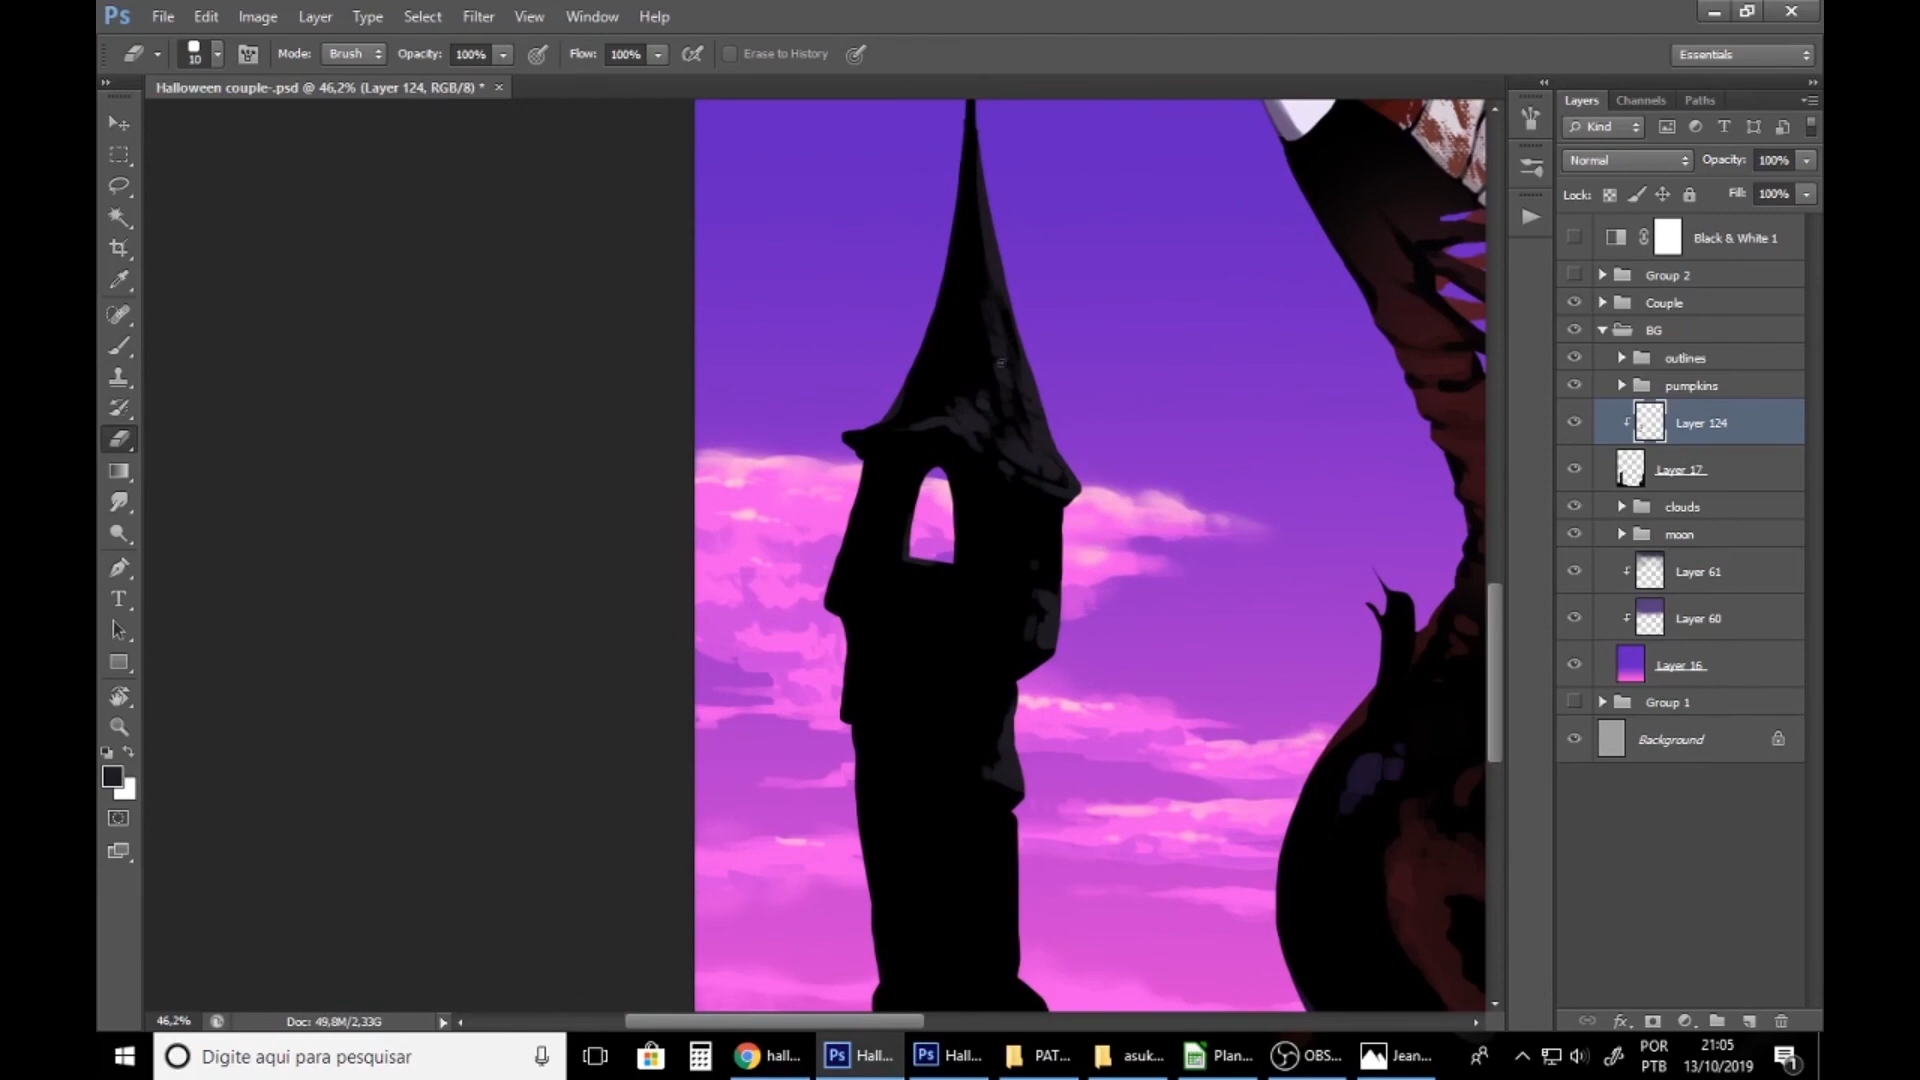 Ps File Edit Image Layer Type Select Filter View Window Help
10 Mode: Brush Opacity: 100% Flow: 100% Erase to History Essentials
Halloween couple-.psd @ 46,2% (Layer 124, RGB/8) * ×
Layers Channels Paths
Kind
Normal Opacity: 100%
Lock: Fill: 100%
Black & White 1
Group 2
Couple
BG
outlines
pumpkins
Layer 124
Layer 17
clouds
moon
Layer 61
Layer 60
Layer 16
Group 1
Background
46,2% Doc: 49,8M/2,33G
Digite aqui para pesquisar hall... Ps Hall... Ps Hall... PAT... asuk... Plan... OBS... Jean... POR 21:05
PTB 13/10/2019 1